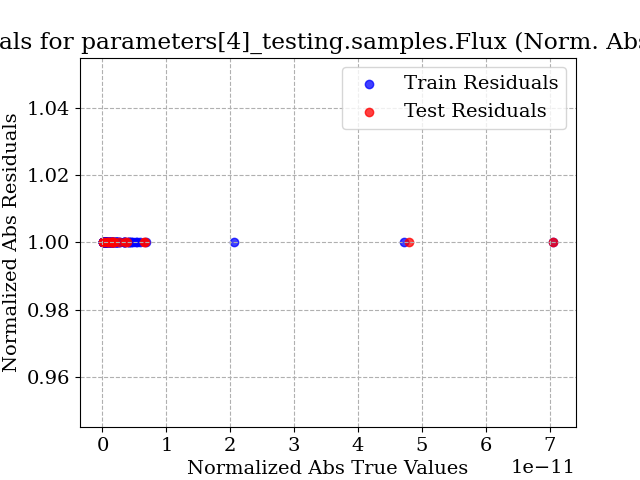 als for parameters[4]_testing.samples.Flux (Norm. Abs
Train Residuals
Test Residuals
Normalized Abs Residuals
1.04
1.02
1.00
0.98
0.96
0 1 2 3 4 5 6 7
1e−11
Normalized Abs True Values